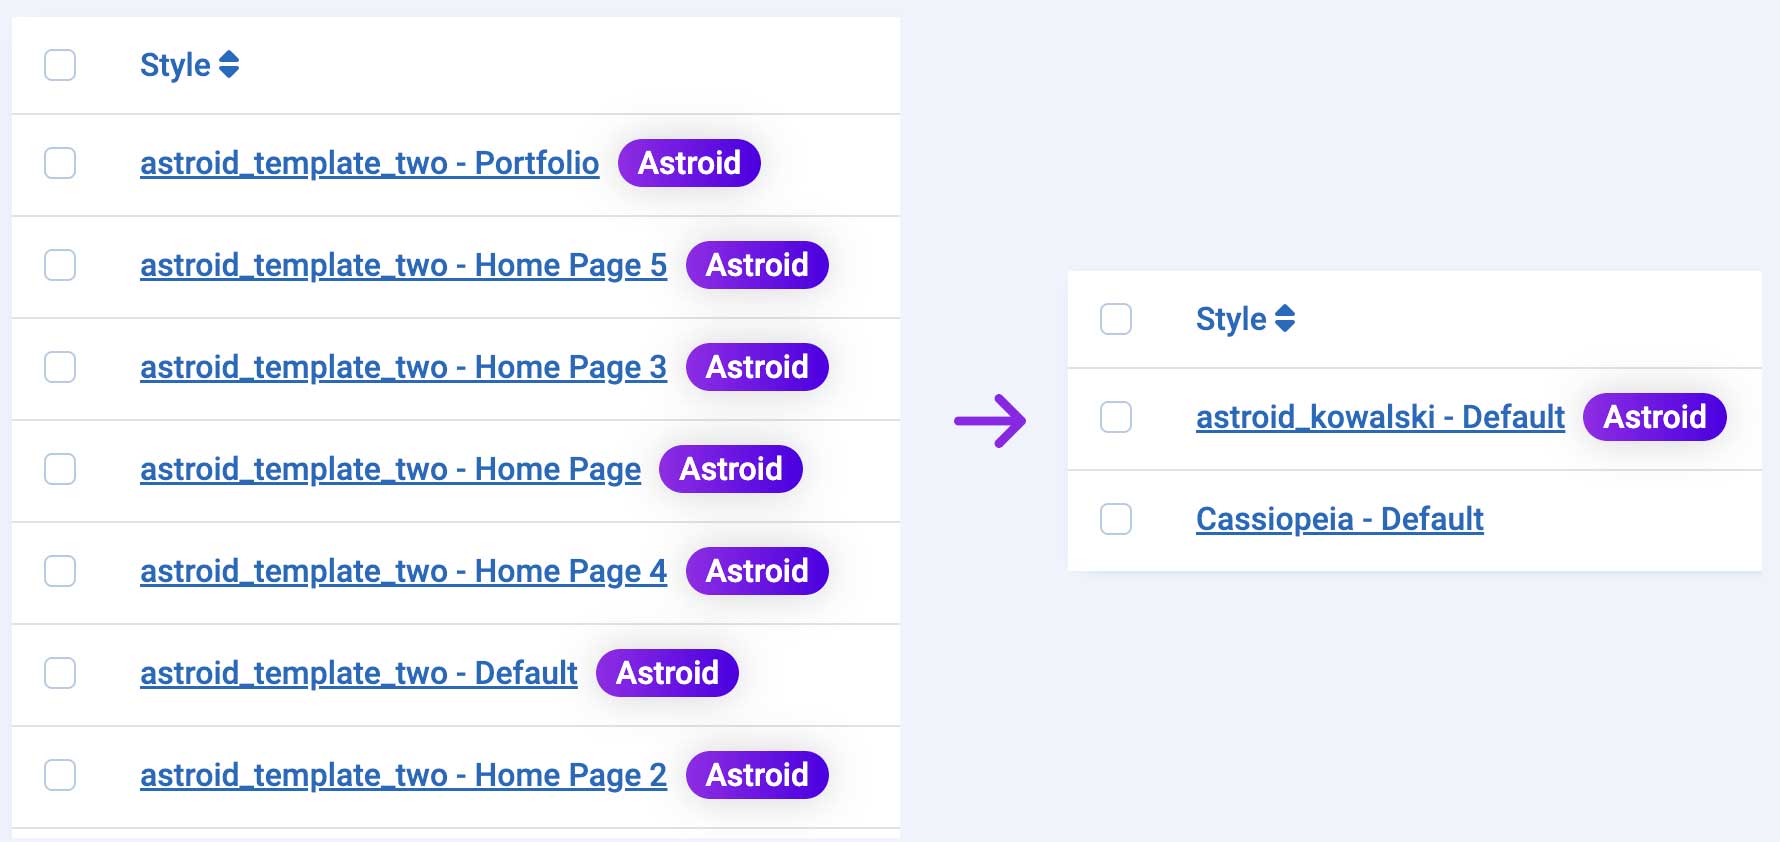 Style
astroid_template_two - Portfolio Astroid
astroid_template_two - Home Page 5 Astroid
astroid_template_two - Home Page 3 Astroid
astroid_template_two - Home Page Astroid
astroid_template_two - Home Page 4 Astroid
astroid_template_two - Default Astroid
astroid_template_two - Home Page 2 Astroid
Style
astroid_kowalski - Default Astroid
Cassiopeia - Default